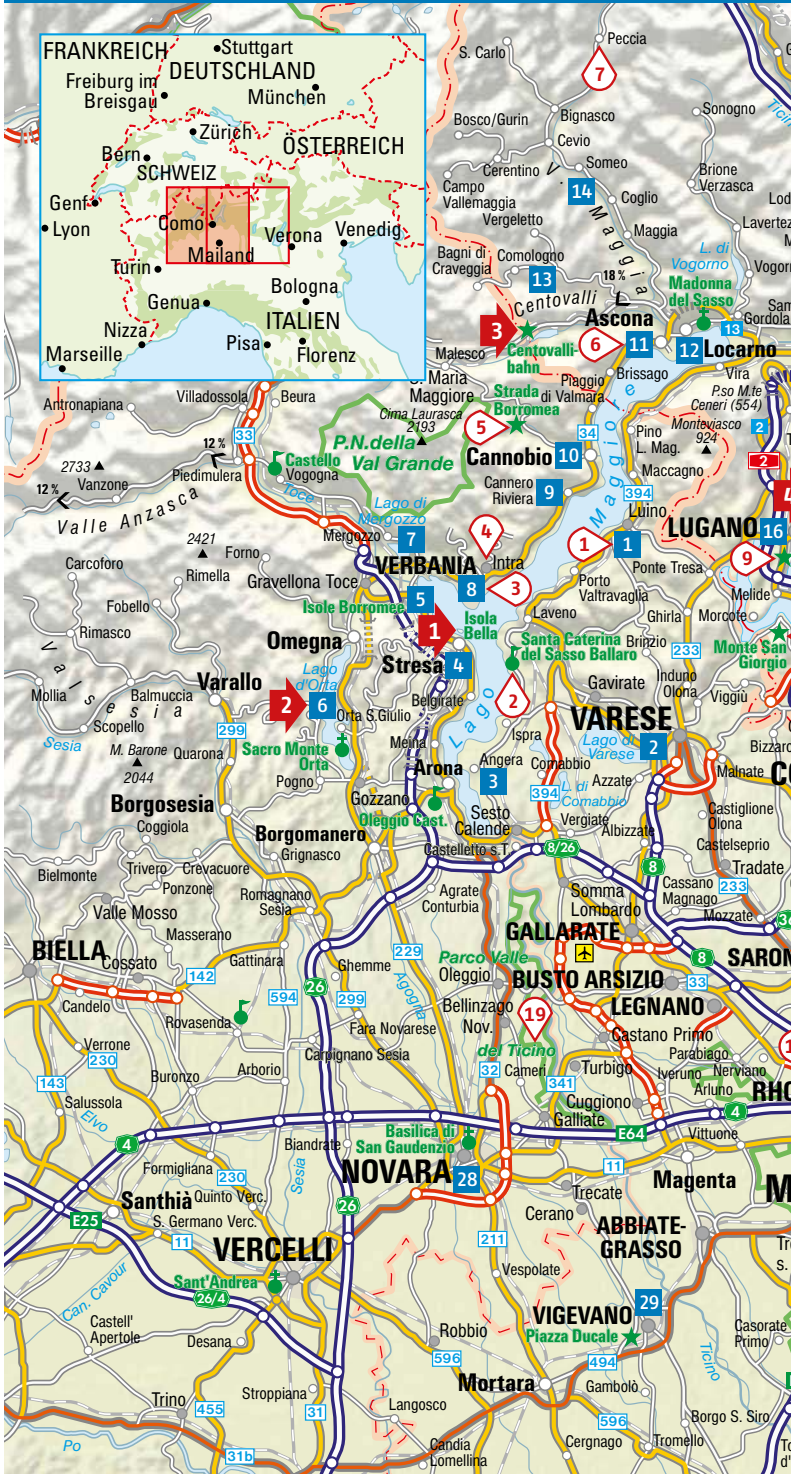 FRANKREICH
Stuttgart
DEUTSCHLAND
Freiburg im
Breisgau
München
Zürich
ÖSTERREICH
Bern
SCHWEIZ
Genf
Lyon
Como
Mailand
Verona
Venedig
Turin
Genua
Bologna
ITALIEN
Nizza
Pisa
Florenz
Marseille
Peccia
S. Carlo
7
Bignasco
Sonogno
Bosco/Gurin
Cevio
Cerentino
Someo
Brione
Verzasca
Campo
Vallemaggia
14
Coglio
V. Maggia
Vergeletto
Maggia
L. di
Vogorno
Bagni di
Craveggia
Comologno
13
18 %
Madonna
del Sasso
Centovalli
Ascona
Gordola
3
6
11
12
13
Locarno
Centovalli-
bahn
Malesco
Brissago
Vira
Maggiore
Strada
Borromea
Piaggio
di Valmara
P.so M.te
Ceneri (554)
Antronapiana
Villadossola
Beura
Cima Laurasca
2193
5
34
Pino
L. Mag.
Monteviasco
924
2
33
P.N.della
Val Grande
Cannobio
10
Maccagno
2
12 %
2733
Vanzone
Piedimulera
Castello
Vogogna
Cannero
Riviera
9
394
12 %
Valle Anzasca
Toce
Lago di
Mergozzo
Luino
LUGANO
16
2421
Forno
Mergozzo
7
4
1
1
9
Carcoforo
Rimella
Gravellona Toce
VERBANIA
Intra
Porto
Valtravaglia
Ponte Tresa
Melide
Fobello
5
8
3
Laveno
Ghirla
Morcote
Rimasco
Isole Borromee
1
Isola
Bella
Santa Caterina
del Sasso Ballaro
Brinzio
Monte San
Giorgio
Omegna
Stresa
4
233
Valsesia
Lago
d'Orta
Induno
Olona
Mollia
Balmuccia
Varallo
2
6
Belgirate
2
Gavirate
Viggiù
Scopello
Orta S.Giulio
Lago Maggiore
VARESE
Sesia
299
Meina
Ispra
Lago di
Varese
2
M. Barone
2044
Quarona
Sacro Monte
Orta
Angera
3
Comabbio
Malnate
Pogno
Arona
394
L. di
Comabbio
Azzate
Borgosesia
Gozzano
Oleggio Cast.
Sesto
Calende
Vergiate
Albizzate
Castiglione
Olona
Coggiola
Borgomanero
Grignasco
Castelletto s.T.
8/26
8
Castelseprio
Bielmonte
Trivero
Crevacuore
Ponzone
Tradate
Valle Mosso
Romagnano
Sesia
Agrate
Conturbia
Somma
Lombardo
Cassano
Magnago
233
Mozzate
Masserano
229
GALLARATE
BIELLA
Cossato
142
Gattinara
Ghemme
Agogna
Parco Valle
del Ticino
Oleggio
8
26
BUSTO ARSIZIO
33
Candelo
594
299
Bellinzago
Nov.
19
LEGNANO
Rovasenda
Fara Novarese
Castano Primo
Verrone
230
Carpignano Sesia
32
Cameri
341
Turbigo
Parabiago
Nerviano
143
Buronzo
Arborio
Iveruno
Arluno
Salussola
Cuggiono
Galliate
4
Elvo
4
Basilica di
San Gaudenzio
E64
Vittuone
Formigliana
Biandrate
Sesia
NOVARA
28
11
Magenta
230
Santhià
Quinto Verc.
26
Trecate
Cerano
ABBIATE-
GRASSO
E25
S. Germano Verc.
11
VERCELLI
211
Can. Cavour
26/4
Sant'Andrea
Vespolate
VIGEVANO
29
Castell'
Apertole
Desana
Robbio
Piazza Ducale
Casorate
Primo
596
494
Ticino
Trino
Stroppiana
Mortara
Gambolò
455
31
Langosco
Borgo S. Siro
Po
31b
Candia
Lomellina
Cergnago
596
Tromello